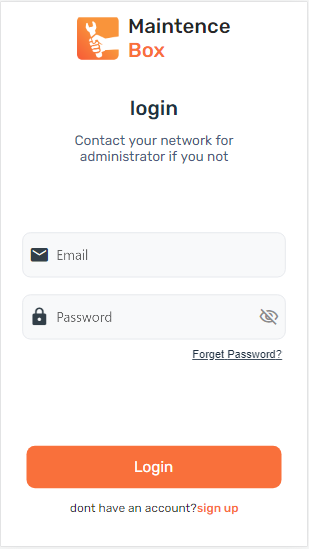 Maintence
Box
login
Contact your network for
administrator if you not
Email
Password
Forget Password?
Login
dont have an account?sign up